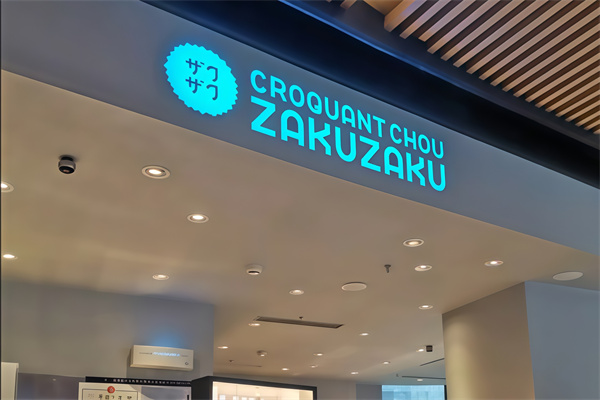 ザク
ザク
CROQUANT CHOU
ZAKUZAKU